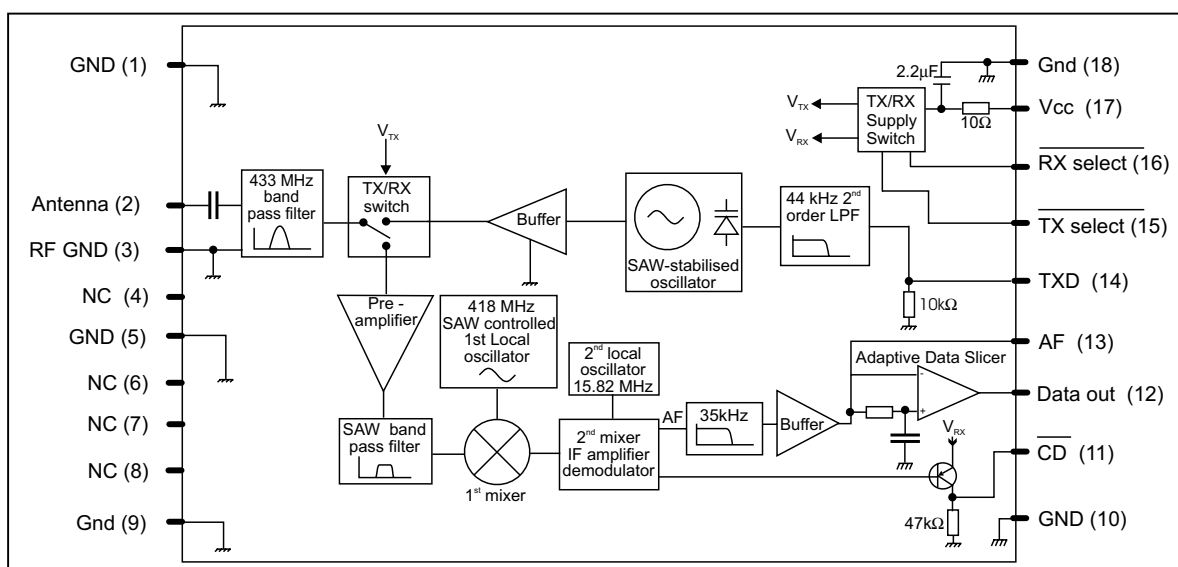 GND (1)
Antenna (2)
RF GND (3)
NC (4)
GND (5)
NC (6)
NC (7)
NC (8)
Gnd (9)
433 MHz
band
pass filter
VTX
TX/RX
switch
Buffer
SAW-stabilised
oscillator
44 kHz 2nd
order LPF
10kΩ
VTX
VRX
TX/RX
Supply
Switch
2.2µF
10Ω
Pre -
amplifier
418 MHz
SAW controlled
1st Local
oscillator
SAW band
pass filter
1st mixer
2nd local
oscillator
15.82 MHz
2nd mixer
IF amplifier
demodulator
AF
35kHz
Buffer
Adaptive Data Slicer
-
+
VRX
47kΩ
Gnd (18)
Vcc (17)
RX select (16)
TX select (15)
TXD (14)
AF (13)
Data out (12)
CD (11)
GND (10)